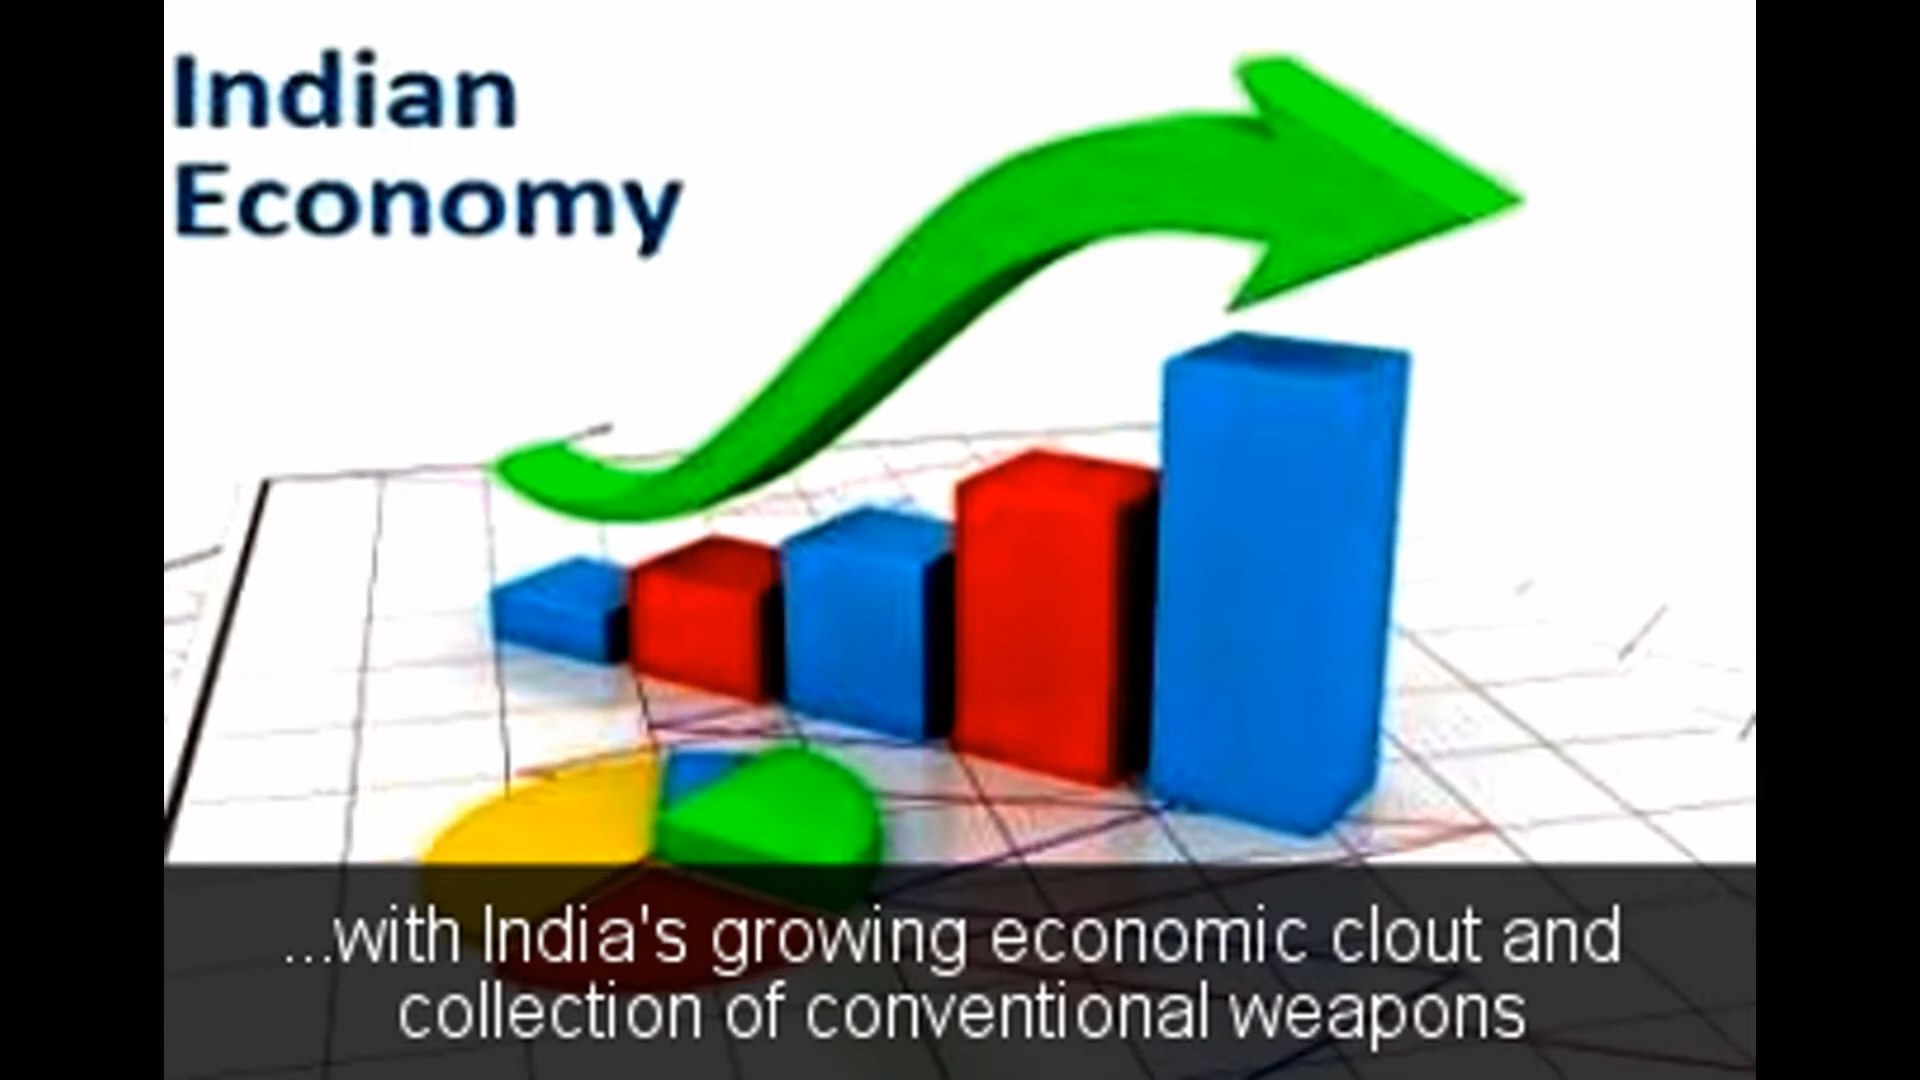 Indian
Economy
...with India's growing economic clout and
collection of conventional weapons